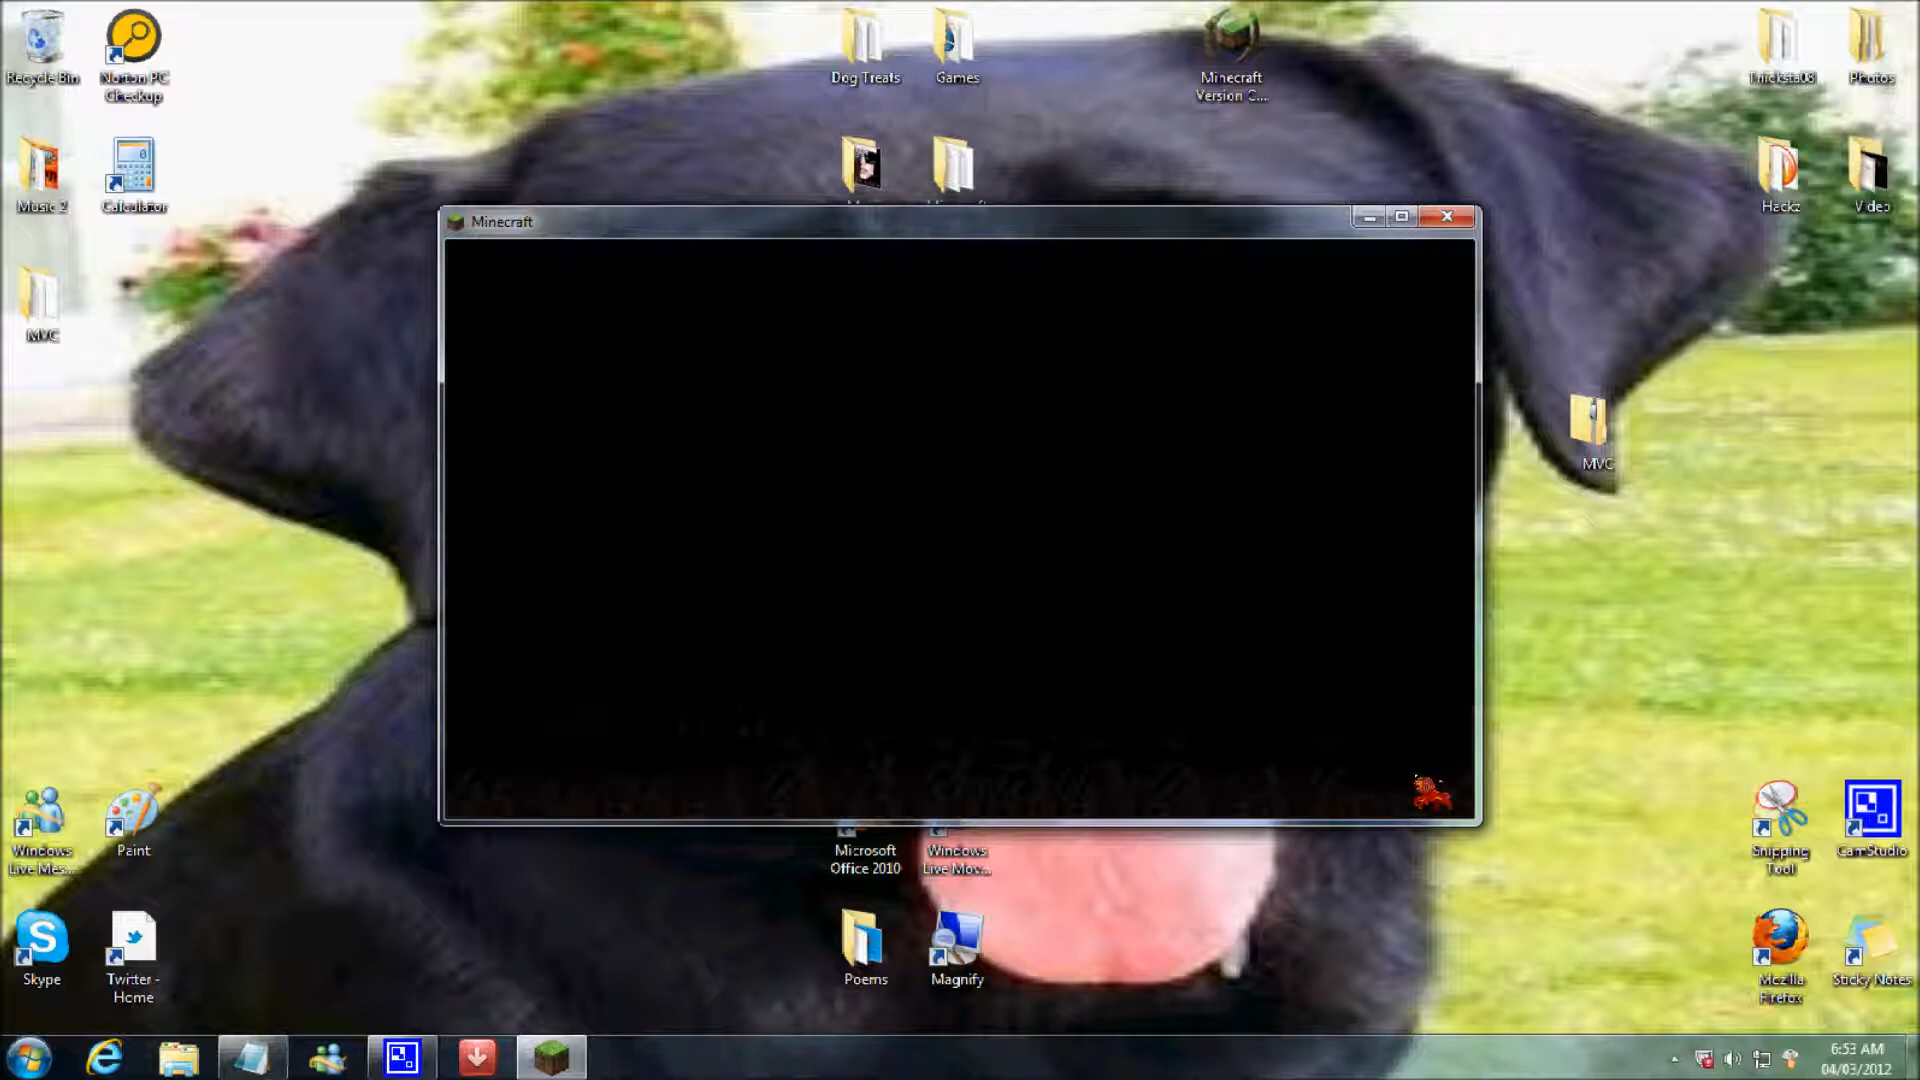 Recycle Bin
Norton PC
Checkup
Dog Treats
Games
Minecraft
Version C...
Thicksta08
Photos
Music 2
Calculator
Hackz
Video
Minecraft
MVC
MVC
Windows
Live Mes...
Paint
Microsoft
Office 2010
Windows
Live Mov...
Snipping
Tool
CamStudio
Skype
Twitter -
Home
Poems
Magnify
Mozilla
Firefox
Sticky Notes
6:53 AM
04/03/2012